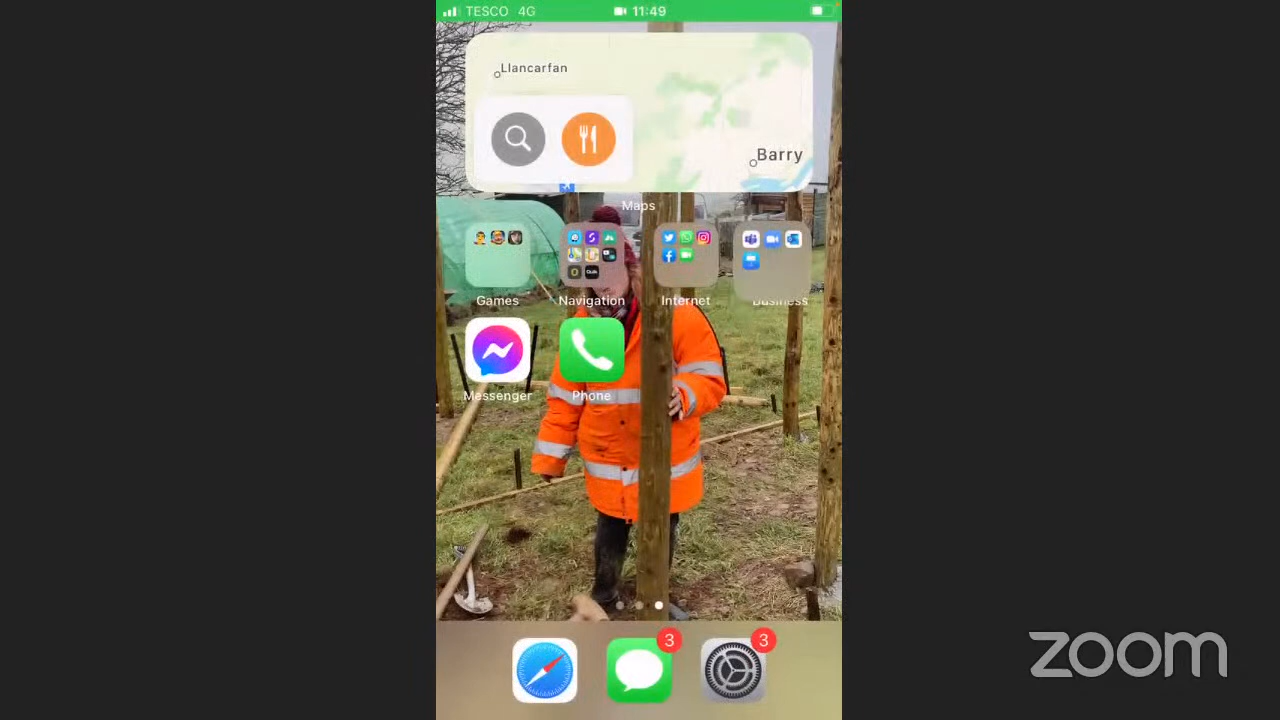 TESCO 4G 11:49
Llancarfan
Barry
Maps
Games Navigation Internet Business
Messenger Phone
3 3
zoom